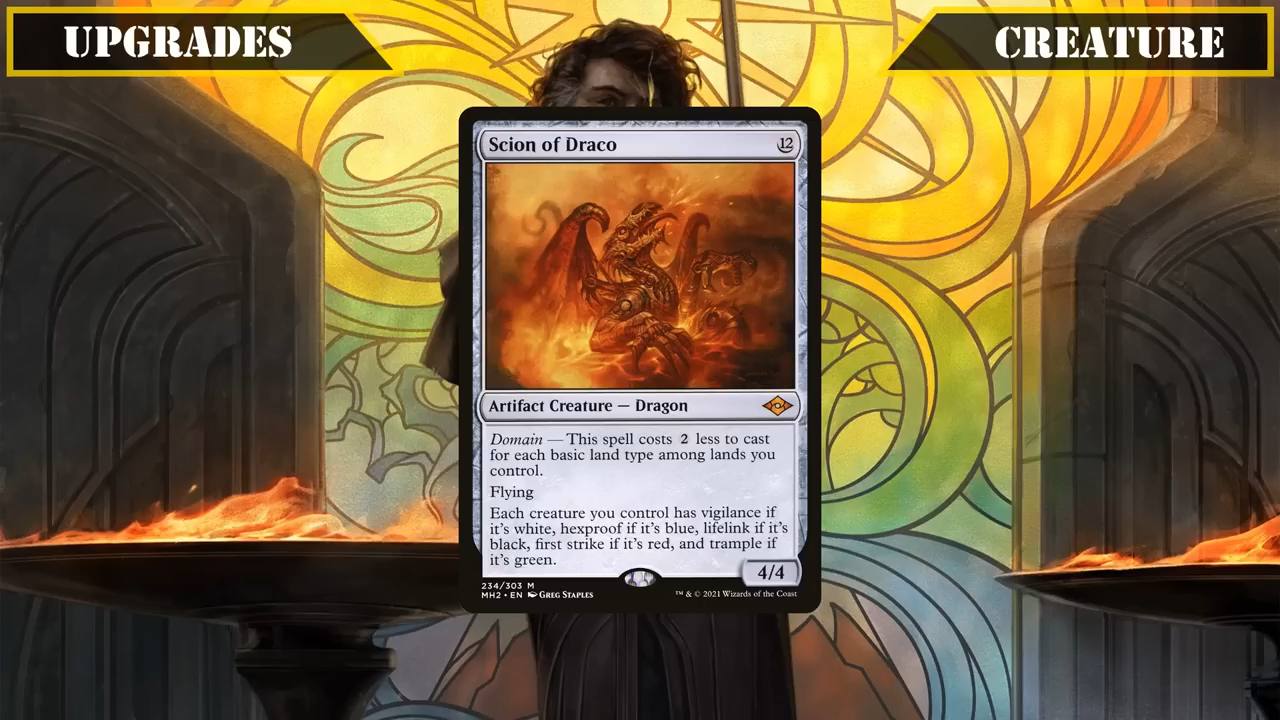 UPGRADES
CREATURE
Scion of Draco
12
Artifact Creature — Dragon
Domain — This spell costs 2 less to cast
for each basic land type among lands you
control.
Flying
Each creature you control has vigilance if
it's white, hexproof if it's blue, lifelink if it's
black, first strike if it's red, and trample if
it's green.
4/4
234/303 M
MH2 • EN GREG STAPLES
™ & © 2021 Wizards of the Coast